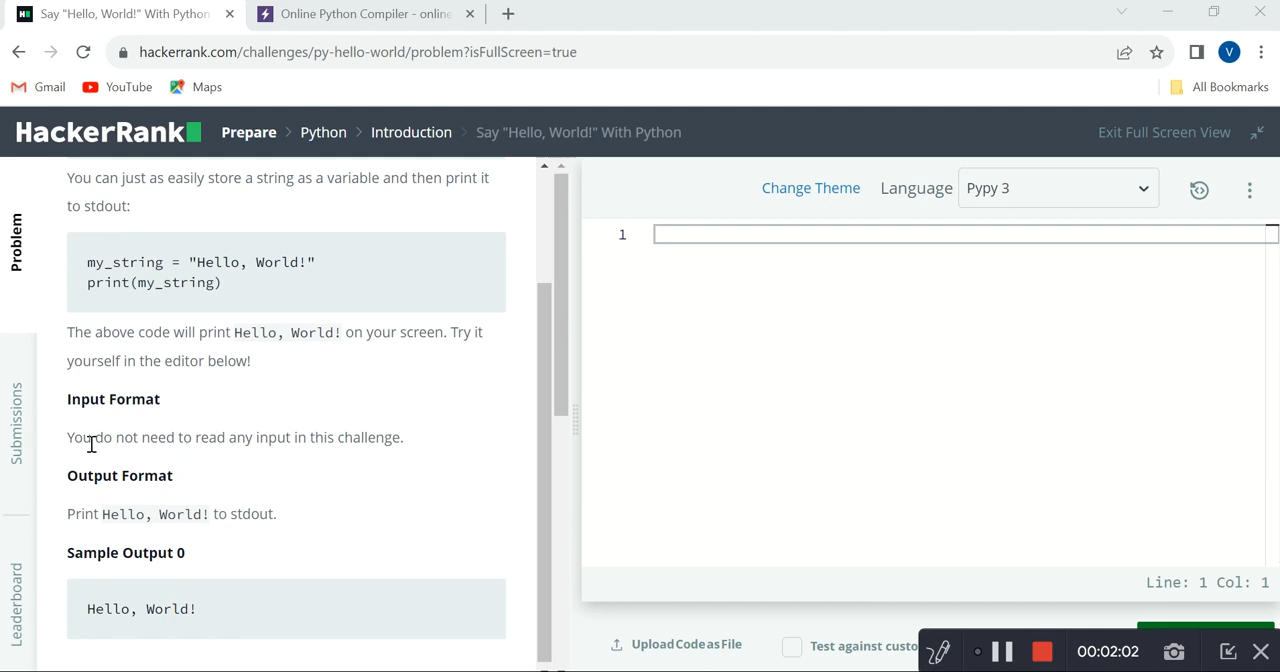 Say "Hello, World!" With Python
Online Python Compiler - online
hackerrank.com/challenges/py-hello-world/problem?isFullScreen=true
V
Gmail
YouTube
Maps
All Bookmarks
HackerRank
Prepare > Python > Introduction > Say "Hello, World!" With Python
Exit Full Screen View
Problem
Submissions
Leaderboard
You can just as easily store a string as a variable and then print it
to stdout:
my_string = "Hello, World!"
print(my_string)
The above code will print Hello, World! on your screen. Try it
yourself in the editor below!
Input Format
You do not need to read any input in this challenge.
Output Format
Print Hello, World! to stdout.
Sample Output 0
Hello, World!
Change Theme
Language
Pypy 3
1
Line: 1 Col: 1
Upload Code as File
Test against custo
00:02:02